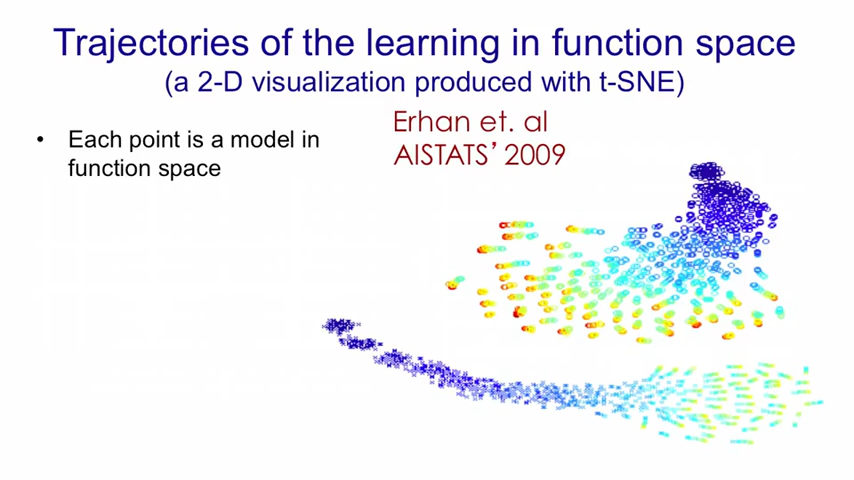 Trajectories of the learning in function space
(a 2-D visualization produced with t-SNE)
• Each point is a model in
function space
Erhan et. al
AISTATS’ 2009